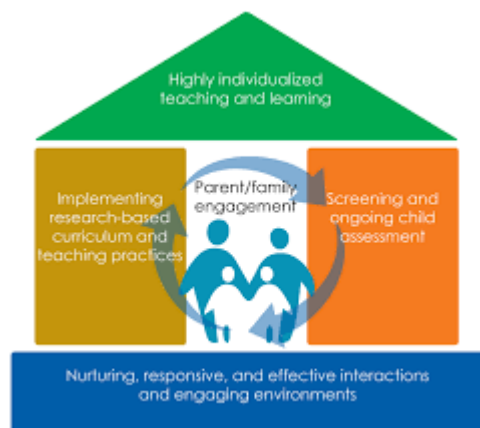 Highly individualized
teaching and learning
Implementing
research-based
curriculum and
teaching practices
Parent/family
engagement
Screening and
ongoing child
assessment
Nurturing, responsive, and effective interactions
and engaging environments